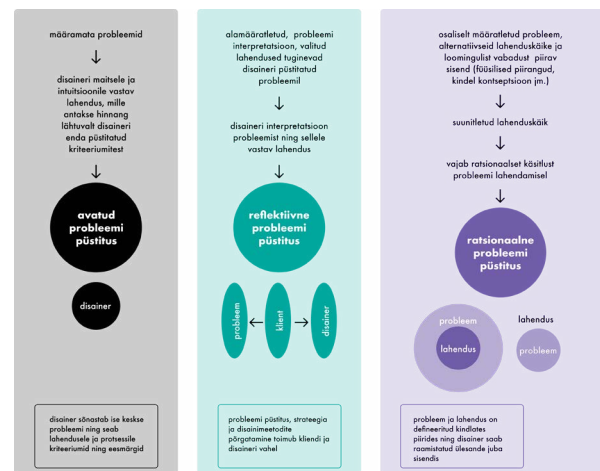 määramata probleemid
disaineri maitsele ja
intuitsioonile vastav
lahendus, mille
antakse hinnang
lähtuvalt disaineri
enda püstitatud
kriteeriumitest
avatud
probleemi
püstitus
disainer
disainer sõnastab ise keskse
probleemi ning seab
lahendusele ja protsessile
kriteeriumid ning eesmärgid
alamääratletud, probleemi
interpretatsioon, valitud
lahendused tuginevad
disaineri püstitatud
probleemil
disaineri interpretatsioon
probleemist ning sellele
vastav lahendus
reflektiivne
probleemi
püstitus
probleem
klient
disainer
probleemi püstitus, strateegia
ja disainimeetodite
põrgatamine toimub kliendi ja
disaineri vahel
osaliselt määratletud probleem,
alternatiivseid lahenduskäike ja
loomingulist vabadust piirav
sisend (füüsilised piirangud,
kindel kontseptsioon jm.)
suunitletud lahenduskäik
vajab ratsionaalset käsitlust
probleemi lahendamisel
ratsionaalne
probleemi
püstitus
probleem
lahendus
lahendus
probleem
probleem ja lahendus on
defineeritud kindlates
piirides ning disainer saab
raamistatud ülesande juba
sisendis